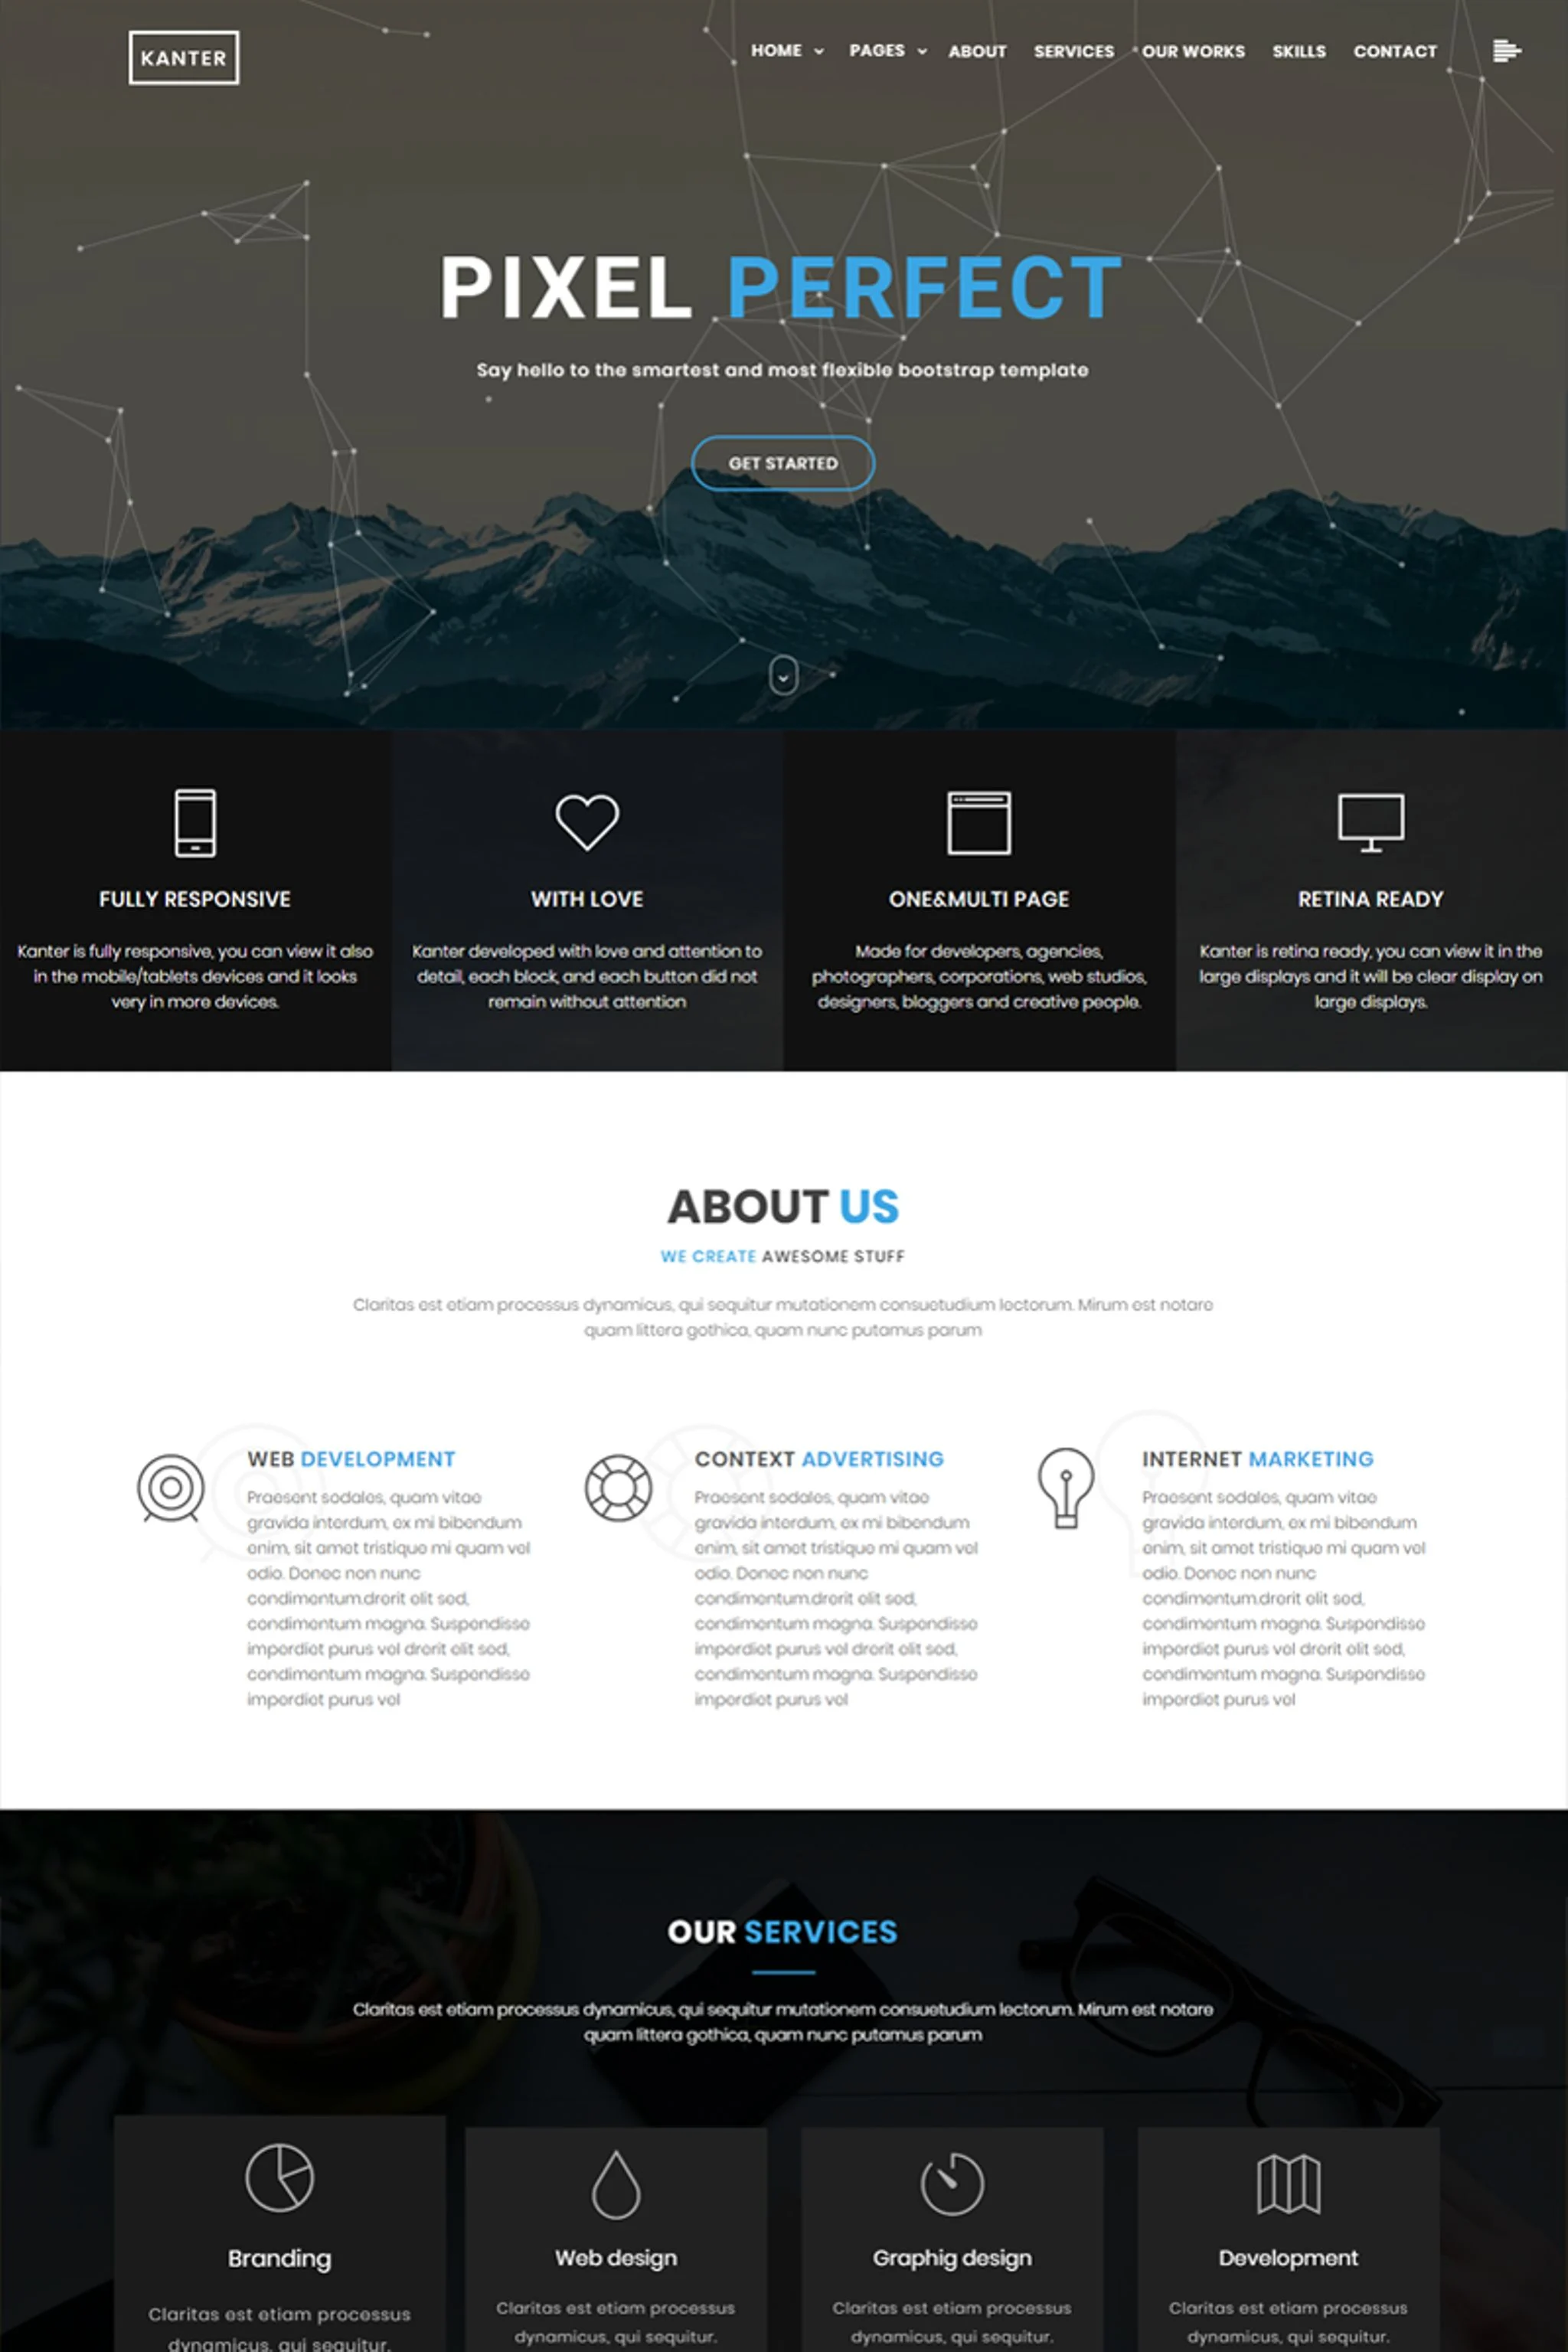 KANTER
HOME PAGES ABOUT SERVICES OUR WORKS SKILLS CONTACT
PIXEL PERFECT
Say hello to the smartest and most flexible bootstrap template
GET STARTED
FULLY RESPONSIVE
Kanter is fully responsive, you can view it also
in the mobile/tablets devices and it looks
very in more devices.
WITH LOVE
Kanter developed with love and attention to
detail, each block, and each button did not
remain without attention
ONE&MULTI PAGE
Made for developers, agencies,
photographers, corporations, web studios,
designers, bloggers and creative people.
RETINA READY
Kanter is retina ready, you can view it in the
large displays and it will be clear display on
large displays.
ABOUT US
WE CREATE AWESOME STUFF
Claritas est etiam processus dynamicus, qui sequitur mutationem consuetudium lectorum. Mirum est notare
quam littera gothica, quam nunc putamus parum
WEB DEVELOPMENT
Praesent sodales, quam vitae
gravida interdum, ex mi bibendum
enim, sit amet tristique mi quam vel
odio. Donec non nunc
condimentum.drerit elit sed,
condimentum magna. Suspendisse
imperdiet purus vel drerit elit sed,
condimentum magna. Suspendisse
imperdiet purus vel
CONTEXT ADVERTISING
Praesent sodales, quam vitae
gravida interdum, ex mi bibendum
enim, sit amet tristique mi quam vel
odio. Donec non nunc
condimentum.drerit elit sed,
condimentum magna. Suspendisse
imperdiet purus vel drerit elit sed,
condimentum magna. Suspendisse
imperdiet purus vel
INTERNET MARKETING
Praesent sodales, quam vitae
gravida interdum, ex mi bibendum
enim, sit amet tristique mi quam vel
odio. Donec non nunc
condimentum.drerit elit sed,
condimentum magna. Suspendisse
imperdiet purus vel drerit elit sed,
condimentum magna. Suspendisse
imperdiet purus vel
OUR SERVICES
Claritas est etiam processus dynamicus, qui sequitur mutationem consuetudium lectorum. Mirum est notare
quam littera gothica, quam nunc putamus parum
Branding
Claritas est etiam processus
dynamicus, qui sequitur.
Web design
Claritas est etiam processus
dynamicus, qui sequitur.
Graphig design
Claritas est etiam processus
dynamicus, qui sequitur.
Development
Claritas est etiam processus
dynamicus, qui sequitur.